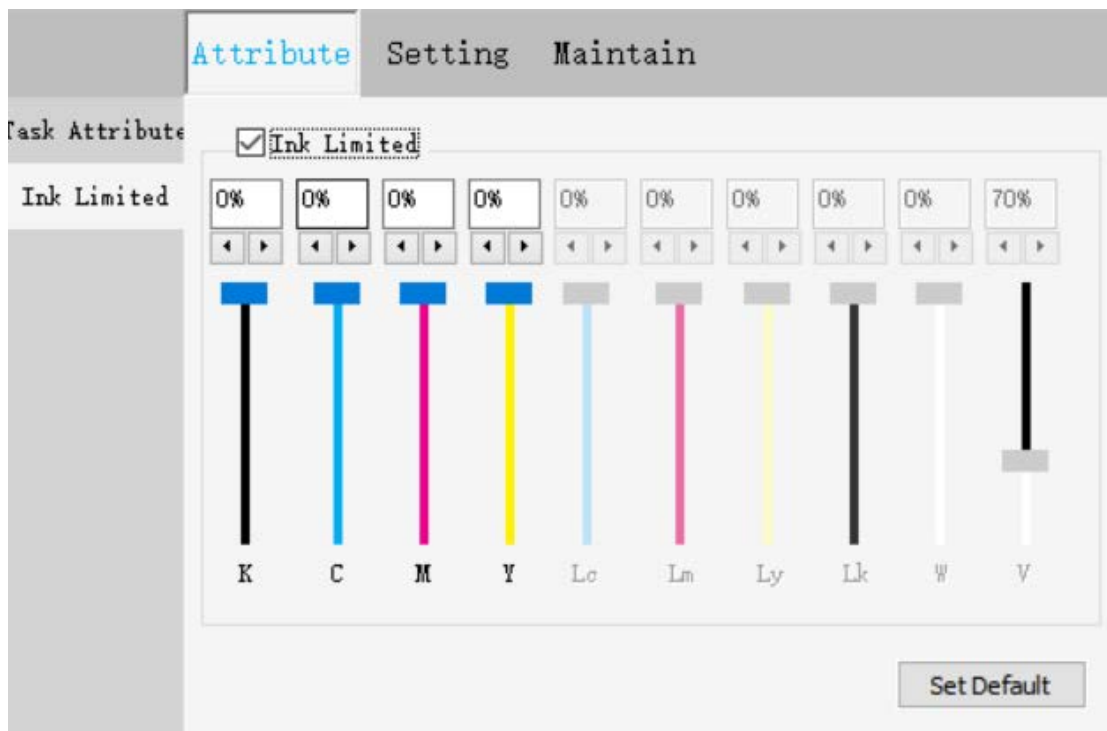 Attribute Setting Maintain
Task Attribute
Ink Limited
Ink Limited
0% 0% 0% 0% 0% 0% 0% 0% 0% 70%
K C M Y Lc Lm Ly Lk W V
Set Default